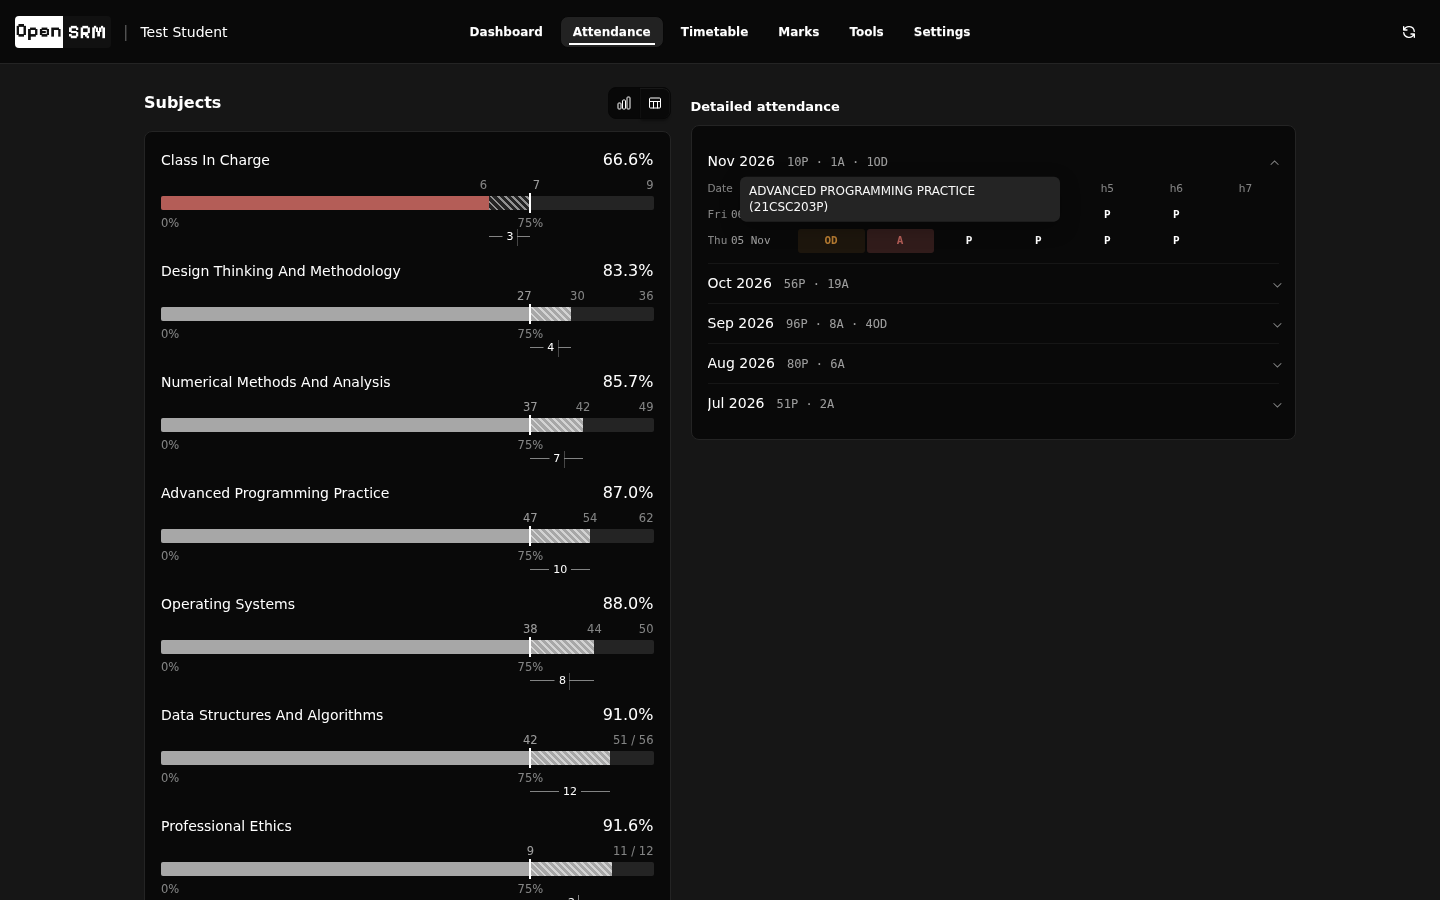 Open SRM | Test Student
Dashboard Attendance Timetable Marks Tools Settings
Subjects
Class In Charge 66.6%
6 7 9
0% 75%
3
Design Thinking And Methodology 83.3%
27 30 36
0% 75%
4
Numerical Methods And Analysis 85.7%
37 42 49
0% 75%
7
Advanced Programming Practice 87.0%
47 54 62
0% 75%
10
Operating Systems 88.0%
38 44 50
0% 75%
8
Data Structures And Algorithms 91.0%
42 51 / 56
0% 75%
12
Professional Ethics 91.6%
9 11 / 12
0% 75%
Detailed attendance
Nov 2026 10P · 1A · 1OD
Date h5 h6 h7
ADVANCED PROGRAMMING PRACTICE
(21CSC203P)
Fri P P
Thu 05 Nov OD A P P P P
Oct 2026 56P · 19A
Sep 2026 96P · 8A · 4OD
Aug 2026 80P · 6A
Jul 2026 51P · 2A